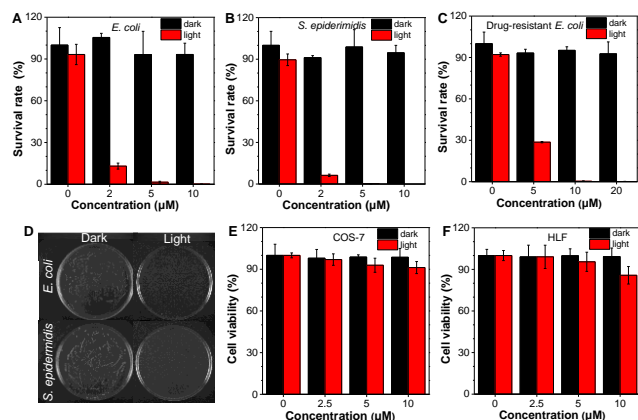 A
E. coli
dark
light
Survival rate (%)
120
90
60
30
0
0
2
5
10
Concentration (µM)
B
S. epiderimidis
dark
light
Survival rate (%)
120
90
60
30
0
0
2
5
10
Concentration (µM)
C
Drug-resistant E. coli
dark
light
Survival rate (%)
120
90
60
30
0
0
5
10
20
Concentration (µM)
D
Dark
Light
E. coli
S. epidermidis
E
COS-7
dark
light
Cell viability (%)
120
90
60
30
0
0
2.5
5
10
Concentration (µM)
F
HLF
dark
light
Cell viability (%)
120
90
60
30
0
0
2.5
5
10
Concentration (µM)